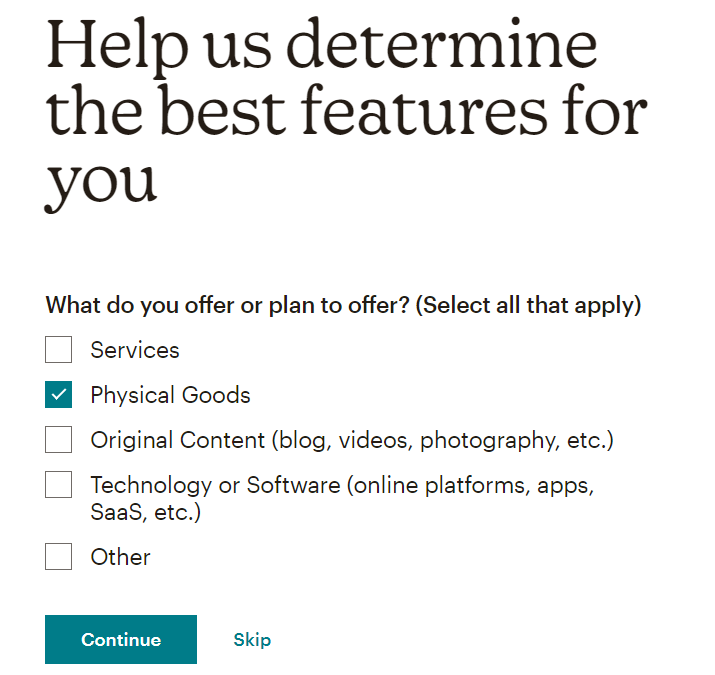 Help us determine
the best features for
you
What do you offer or plan to offer? (Select all that apply)
Services
Physical Goods
Original Content (blog, videos, photography, etc.)
Technology or Software (online platforms, apps,
SaaS, etc.)
Other
Continue Skip